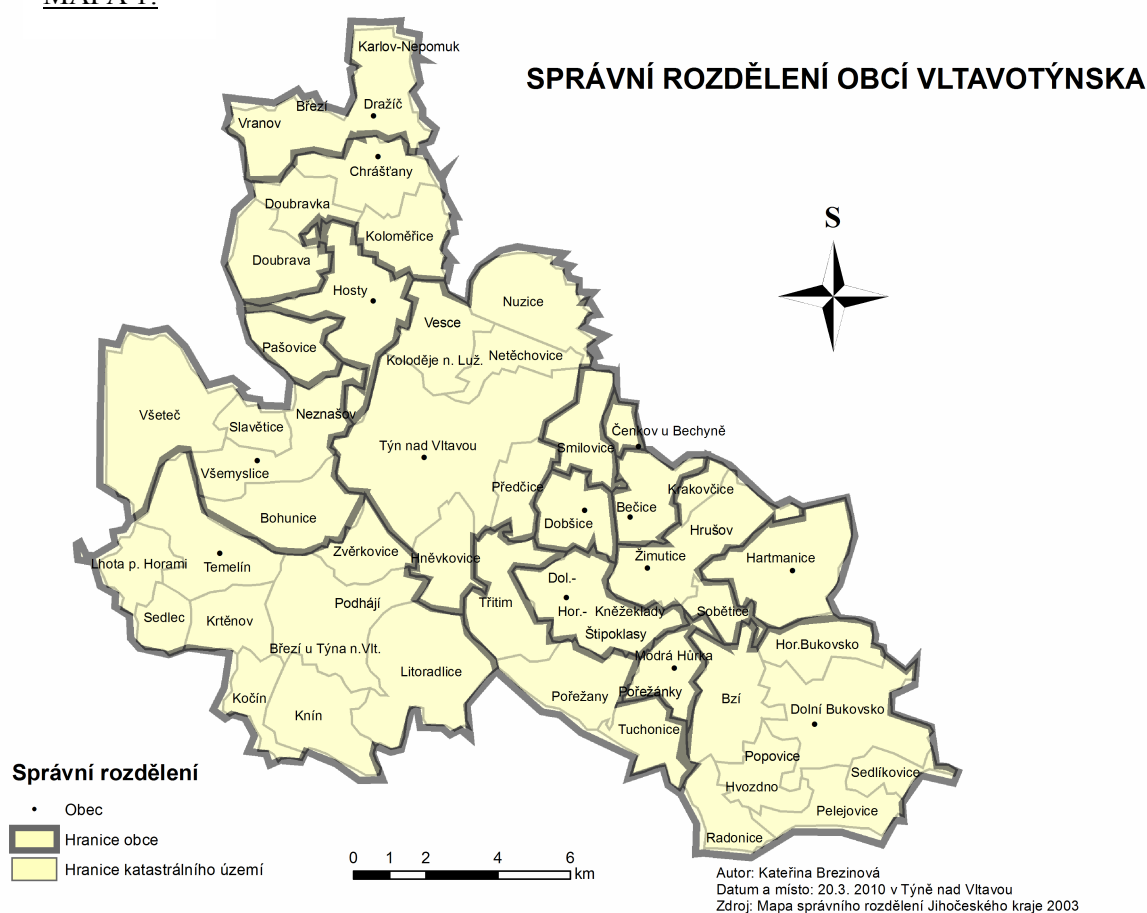 MAPA 1:
SPRÁVNÍ ROZDĚLENÍ OBCÍ VLTAVOTÝNSKA
Karlov-Nepomuk
Březí
Dražíč
Vranov
Chrášťany
Doubravka
Koloměřice
Doubrava
Hosty
Nuzice
Vesce
Pašovice
Koloděje n. Luž.
Netěchovice
Všeteč
Neznašov
Slavětice
Čenkov u Bechyně
Týn nad Vltavou
Smilovice
Všemyslice
Předčice
Krakovčice
Bečice
Bohunice
Dobšice
Hrušov
Zvěrkovice
Hněvkovice
Žimutice
Hartmanice
Lhota p. Horami
Temelín
Dol.-
Podhájí
Třitim
Hor.-
Kněžeklady
Sobětice
Sedlec
Krtěnov
Štipoklasy
Březí u Týna n.Vlt.
Hor.Bukovsko
Modrá Hůrka
Litoradlice
Kočín
Pořežany
Pořežánky
Bzí
Dolní Bukovsko
Knín
Tuchonice
Popovice
Sedlíkovice
Hvozdno
Pelejovice
Radonice
S
Správní rozdělení
Obec
Hranice obce
Hranice katastrálního území
0 1 2 4 6
km
Autor: Kateřina Brezinová
Datum a místo: 20.3. 2010 v Týně nad Vltavou
Zdroj: Mapa správního rozdělení Jihočeského kraje 2003